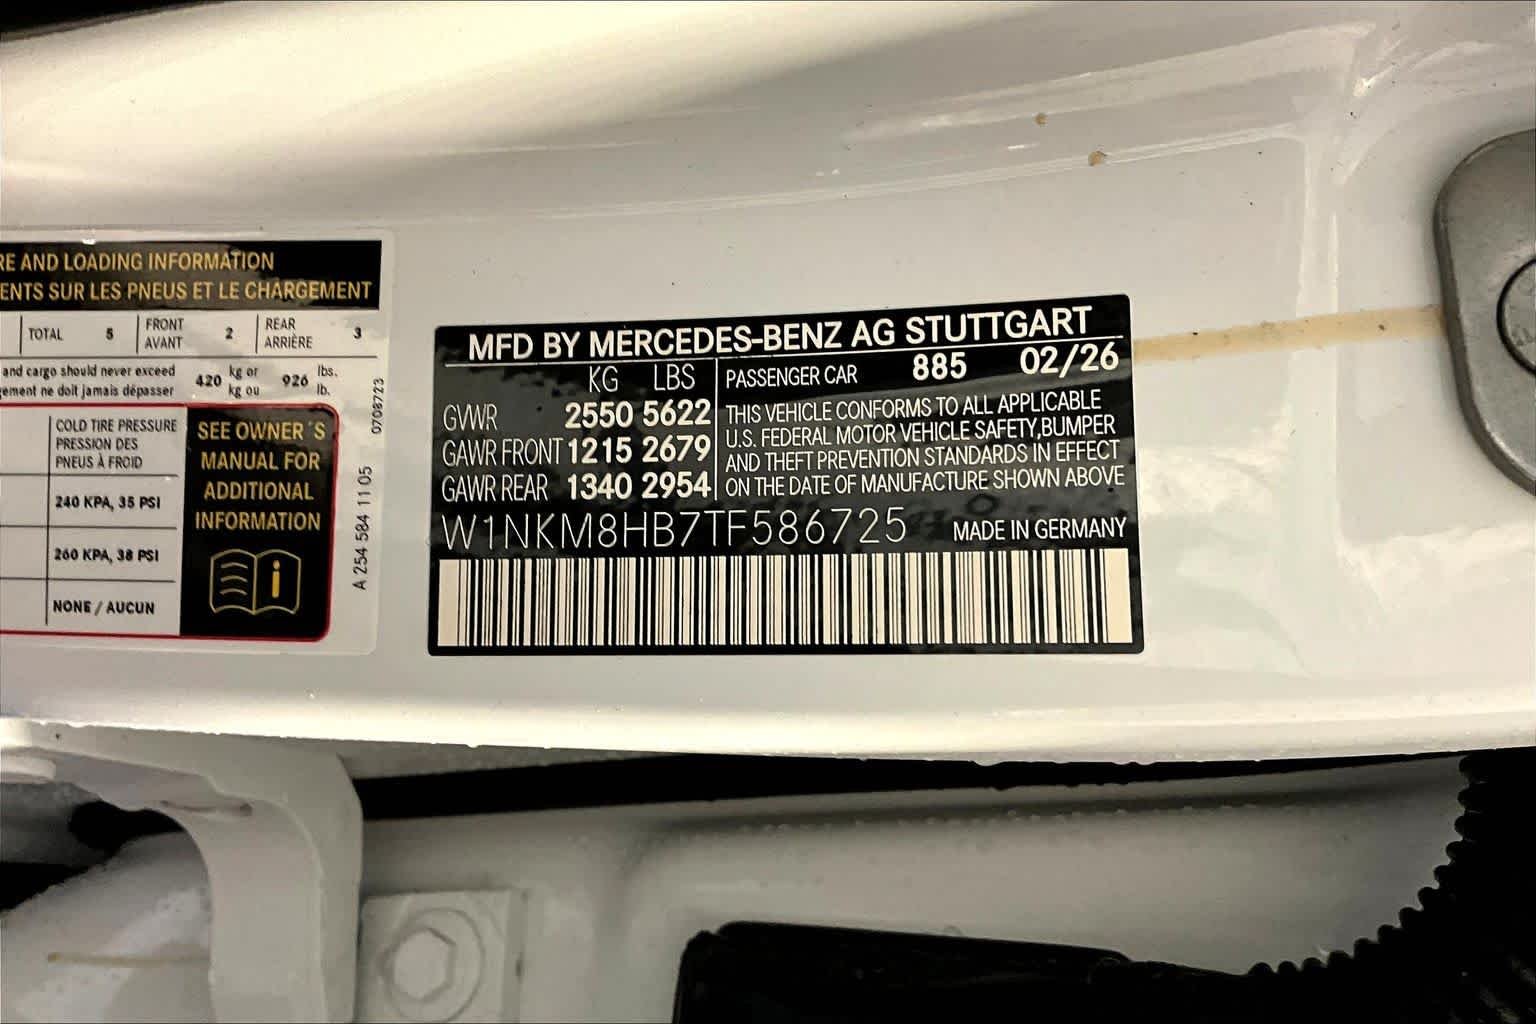 RE AND LOADING INFORMATION
ENTS SUR LES PNEUS ET LE CHARGEMENT
TOTAL 5 FRONT AVANT 2 REAR ARRIÈRE 3
and cargo should never exceed
gement ne doit jamais dépasser
420 kg or kg ou 926 lbs. lb.
COLD TIRE PRESSURE
PRESSION DES
PNEUS À FROID
240 KPA, 35 PSI
260 KPA, 38 PSI
NONE / AUCUN
SEE OWNER´S
MANUAL FOR
ADDITIONAL
INFORMATION
i
0708723
A 254 584 11 05
MFD BY MERCEDES-BENZ AG STUTTGART
KG LBS
GVWR 2550 5622
GAWR FRONT 1215 2679
GAWR REAR 1340 2954
PASSENGER CAR 885 02/26
THIS VEHICLE CONFORMS TO ALL APPLICABLE
U.S. FEDERAL MOTOR VEHICLE SAFETY,BUMPER
AND THEFT PREVENTION STANDARDS IN EFFECT
ON THE DATE OF MANUFACTURE SHOWN ABOVE
W1NKM8HB7TF586725 MADE IN GERMANY